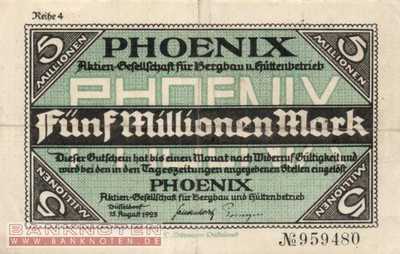 Reihe 4
5 MILLIONEN
5 MILLIONEN
PHOENIX
Aktien-Gesellschaft für Bergbau u. Hüttenbetrieb
PHOENIX
Fünf Millionen Mark
Dieser Gutschein hat bis einen Monat nach Widerruf Gültigkeit und
wird bei den in den Tageszeitungen angegebenen Stellen eingelöst
PHOENIX
Aktien-Gesellschaft für Bergbau und Hüttenbetrieb
Düsseldorf
15. August 1923
5 MILLIONEN
5 MILLIONEN
№ 959480
BANKNOTEN
WWW.BANKNOTEN.DE